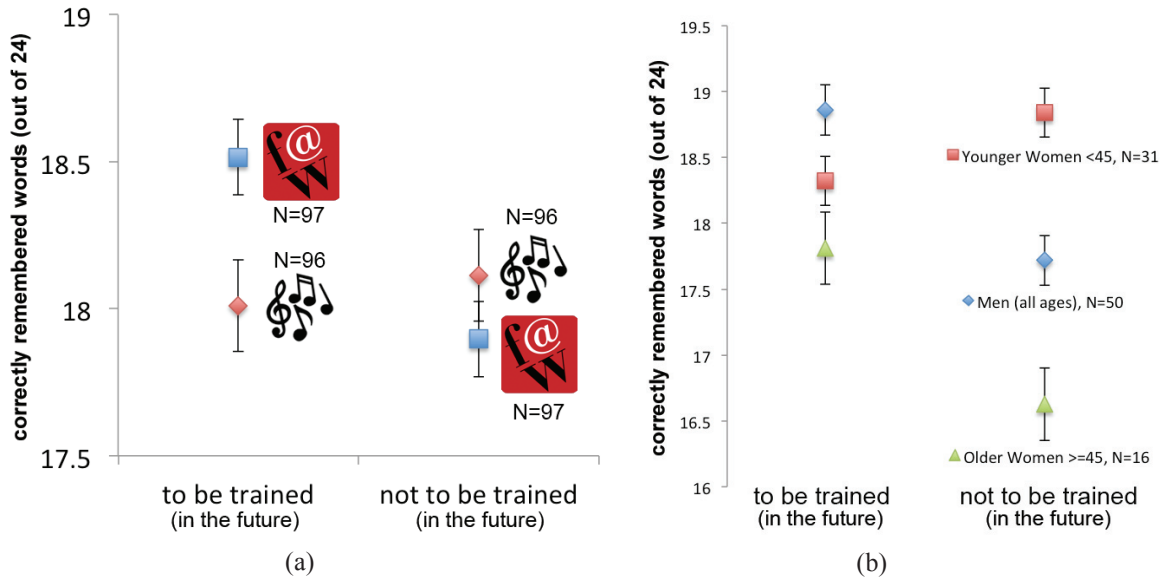 correctly remembered words (out of 24)
19
18.5
18
17.5
f@W
N=97
N=96
N=96
f@W
N=97
to be trained
(in the future)
not to be trained
(in the future)
(a)
correctly remembered words (out of 24)
19.5
19
18.5
18
17.5
17
16.5
16
Younger Women <45, N=31
Men (all ages), N=50
Older Women >=45, N=16
to be trained
(in the future)
not to be trained
(in the future)
(b)